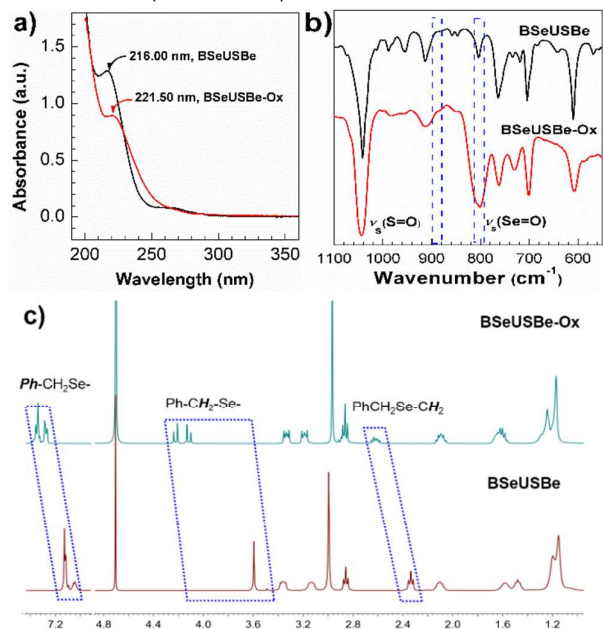 a)
216.00 nm, BSeUSBe
221.50 nm, BSeUSBe-Ox
Absorbance (a.u.)
1.5
1.0
0.5
0.0
200 250 300 350
Wavelength (nm)
b)
BSeUSBe
BSeUSBe-Ox
νs(S=O)
νs(Se=O)
1100 1000 900 800 700 600
Wavenumber (cm-1)
c)
BSeUSBe-Ox
Ph-CH2Se-
Ph-CH2-Se-
PhCH2Se-CH2
BSeUSBe
7.2 4.8 4.4 4.0 3.6 3.2 2.8 2.4 2.0 1.6 1.2